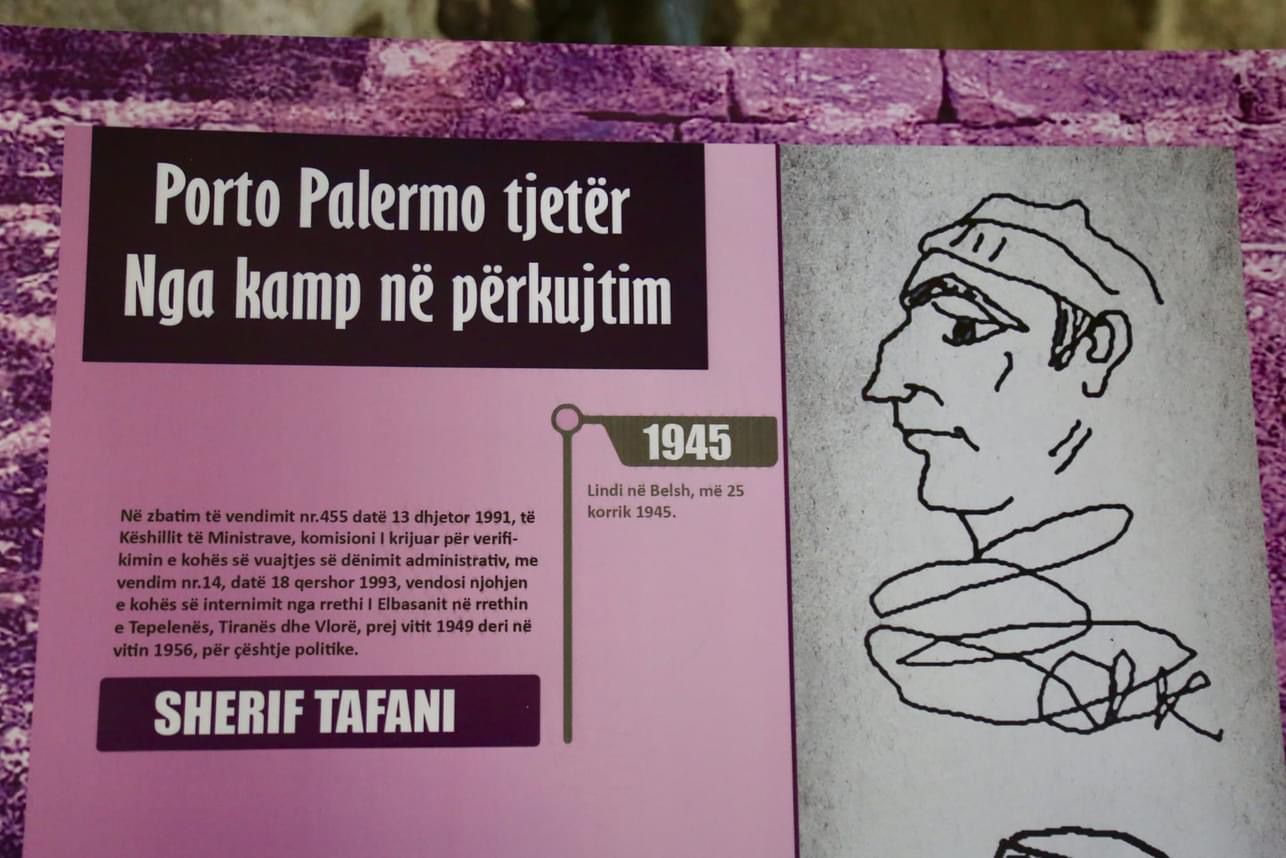 Porto Palermo tjetër
Nga kamp në përkujtim
1945
Lindi në Belsh, më 25
korrik 1945.
Në zbatim të vendimit nr.455 datë 13 dhjetor 1991, të
Këshillit të Ministrave, komisioni I krijuar për verifi-
kimin e kohës së vuajtjes së dënimit administrativ, me
vendim nr.14, datë 18 qershor 1993, vendosi njohjen
e kohës së internimit nga rrethi I Elbasanit në rrethin
e Tepelenës, Tiranës dhe Vlorë, prej vitit 1949 deri në
vitin 1956, për çështje politike.
SHERIF TAFANI